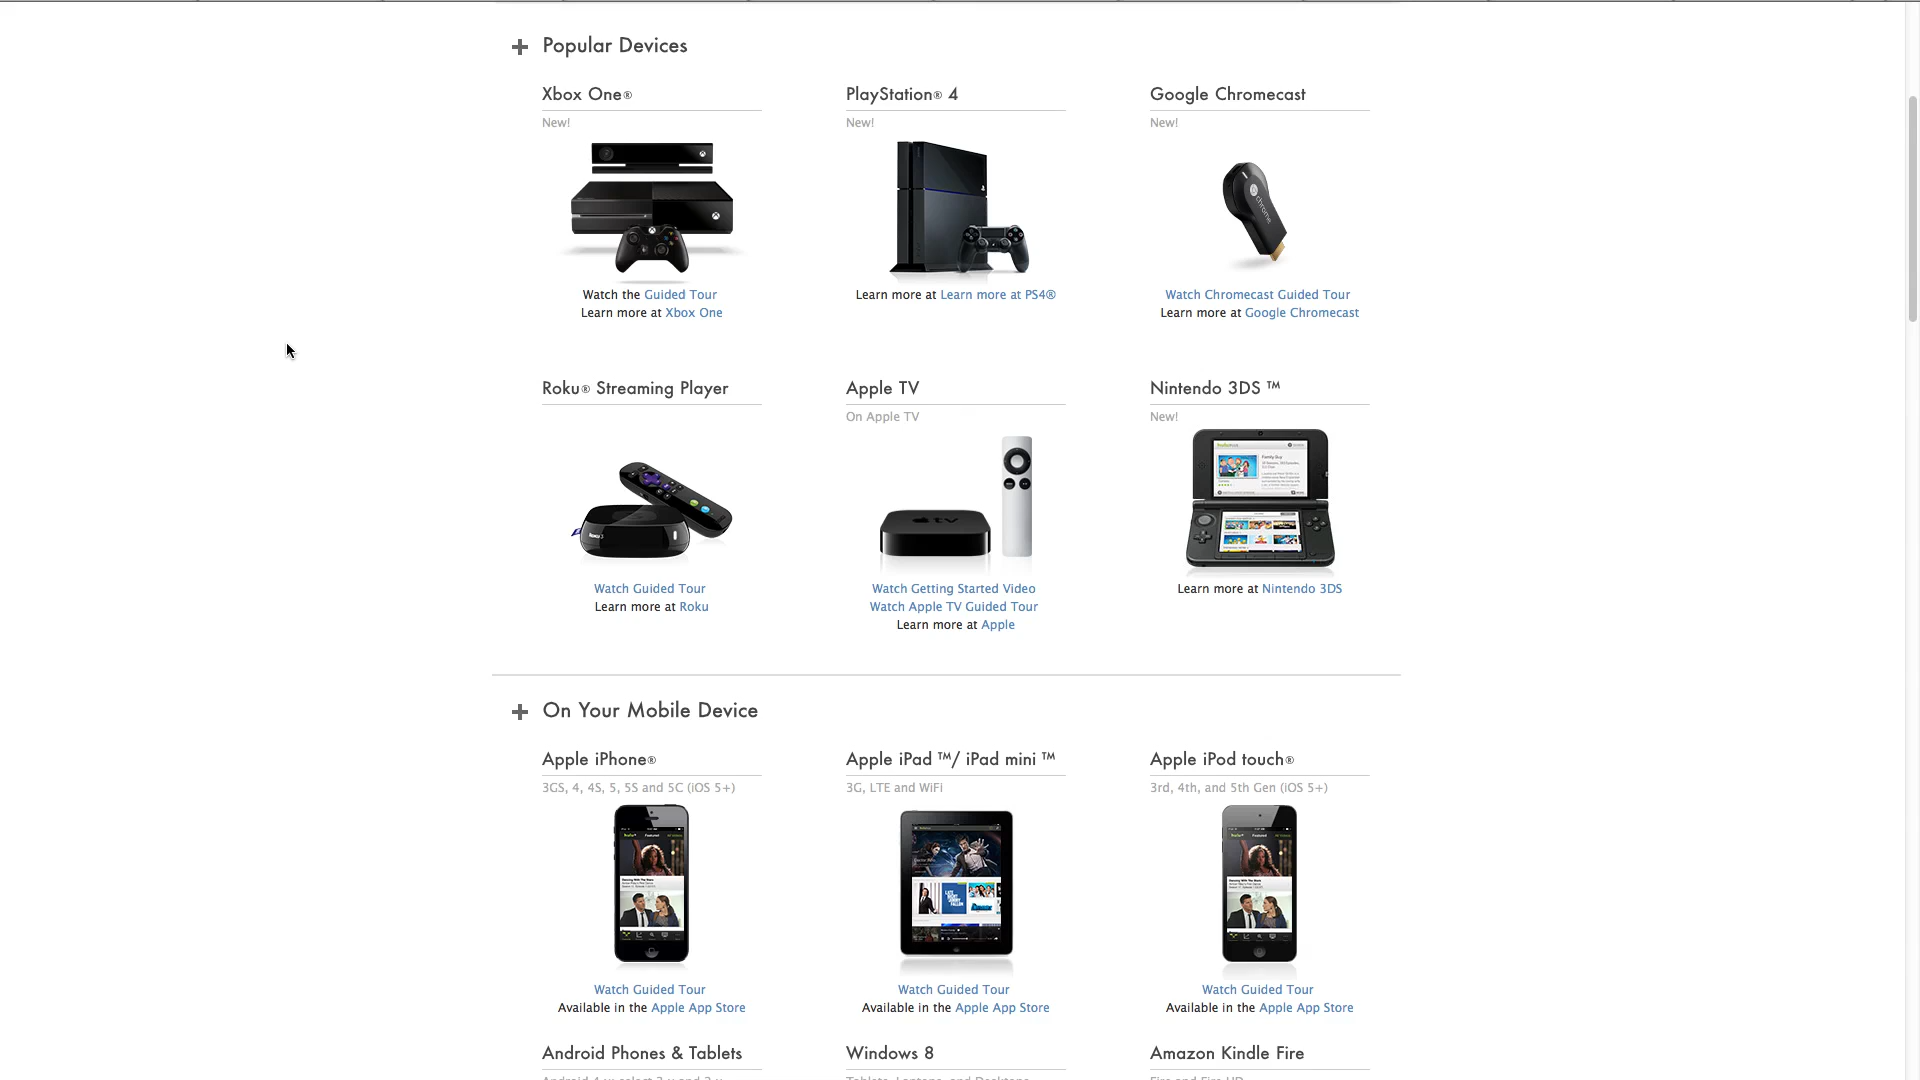 Popular Devices
Xbox One®
New!
Watch the Guided Tour
Learn more at Xbox One
PlayStation® 4
New!
Learn more at Learn more at PS4®
Google Chromecast
New!
chrome
Watch Chromecast Guided Tour
Learn more at Google Chromecast
Roku® Streaming Player
Watch Guided Tour
Learn more at Roku
Apple TV
On Apple TV
tv
Watch Getting Started Video
Watch Apple TV Guided Tour
Learn more at Apple
Nintendo 3DS ™
New!
Family Guy
Learn more at Nintendo 3DS
On Your Mobile Device
Apple iPhone®
3GS, 4, 4S, 5, 5S and 5C (iOS 5+)
Featured
Watch Guided Tour
Available in the Apple App Store
Apple iPad ™/ iPad mini ™
3G, LTE and WiFi
Watch Guided Tour
Available in the Apple App Store
Apple iPod touch®
3rd, 4th, and 5th Gen (iOS 5+)
Featured
Watch Guided Tour
Available in the Apple App Store
Android Phones & Tablets
Windows 8
Amazon Kindle Fire